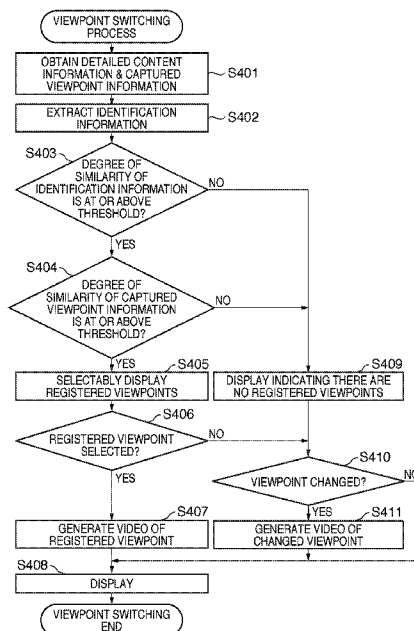 VIEWPOINT SWITCHING
PROCESS
OBTAIN DETAILED CONTENT
INFORMATION & CAPTURED
VIEWPOINT INFORMATION
S401
EXTRACT IDENTIFICATION
INFORMATION
S402
S403
DEGREE OF
SIMILARITY OF
IDENTIFICATION INFORMATION
IS AT OR ABOVE
THRESHOLD?
NO
YES
S404
DEGREE OF
SIMILARITY OF CAPTURED
VIEWPOINT INFORMATION
IS AT OR ABOVE
THRESHOLD?
NO
YES
S405
SELECTABLY DISPLAY
REGISTERED VIEWPOINTS
S409
DISPLAY INDICATING THERE ARE
NO REGISTERED VIEWPOINTS
S406
REGISTERED VIEWPOINT
SELECTED?
NO
YES
S410
VIEWPOINT CHANGED?
NO
YES
S407
GENERATE VIDEO OF
REGISTERED VIEWPOINT
S411
GENERATE VIDEO OF
CHANGED VIEWPOINT
S408
DISPLAY
VIEWPOINT SWITCHING
END